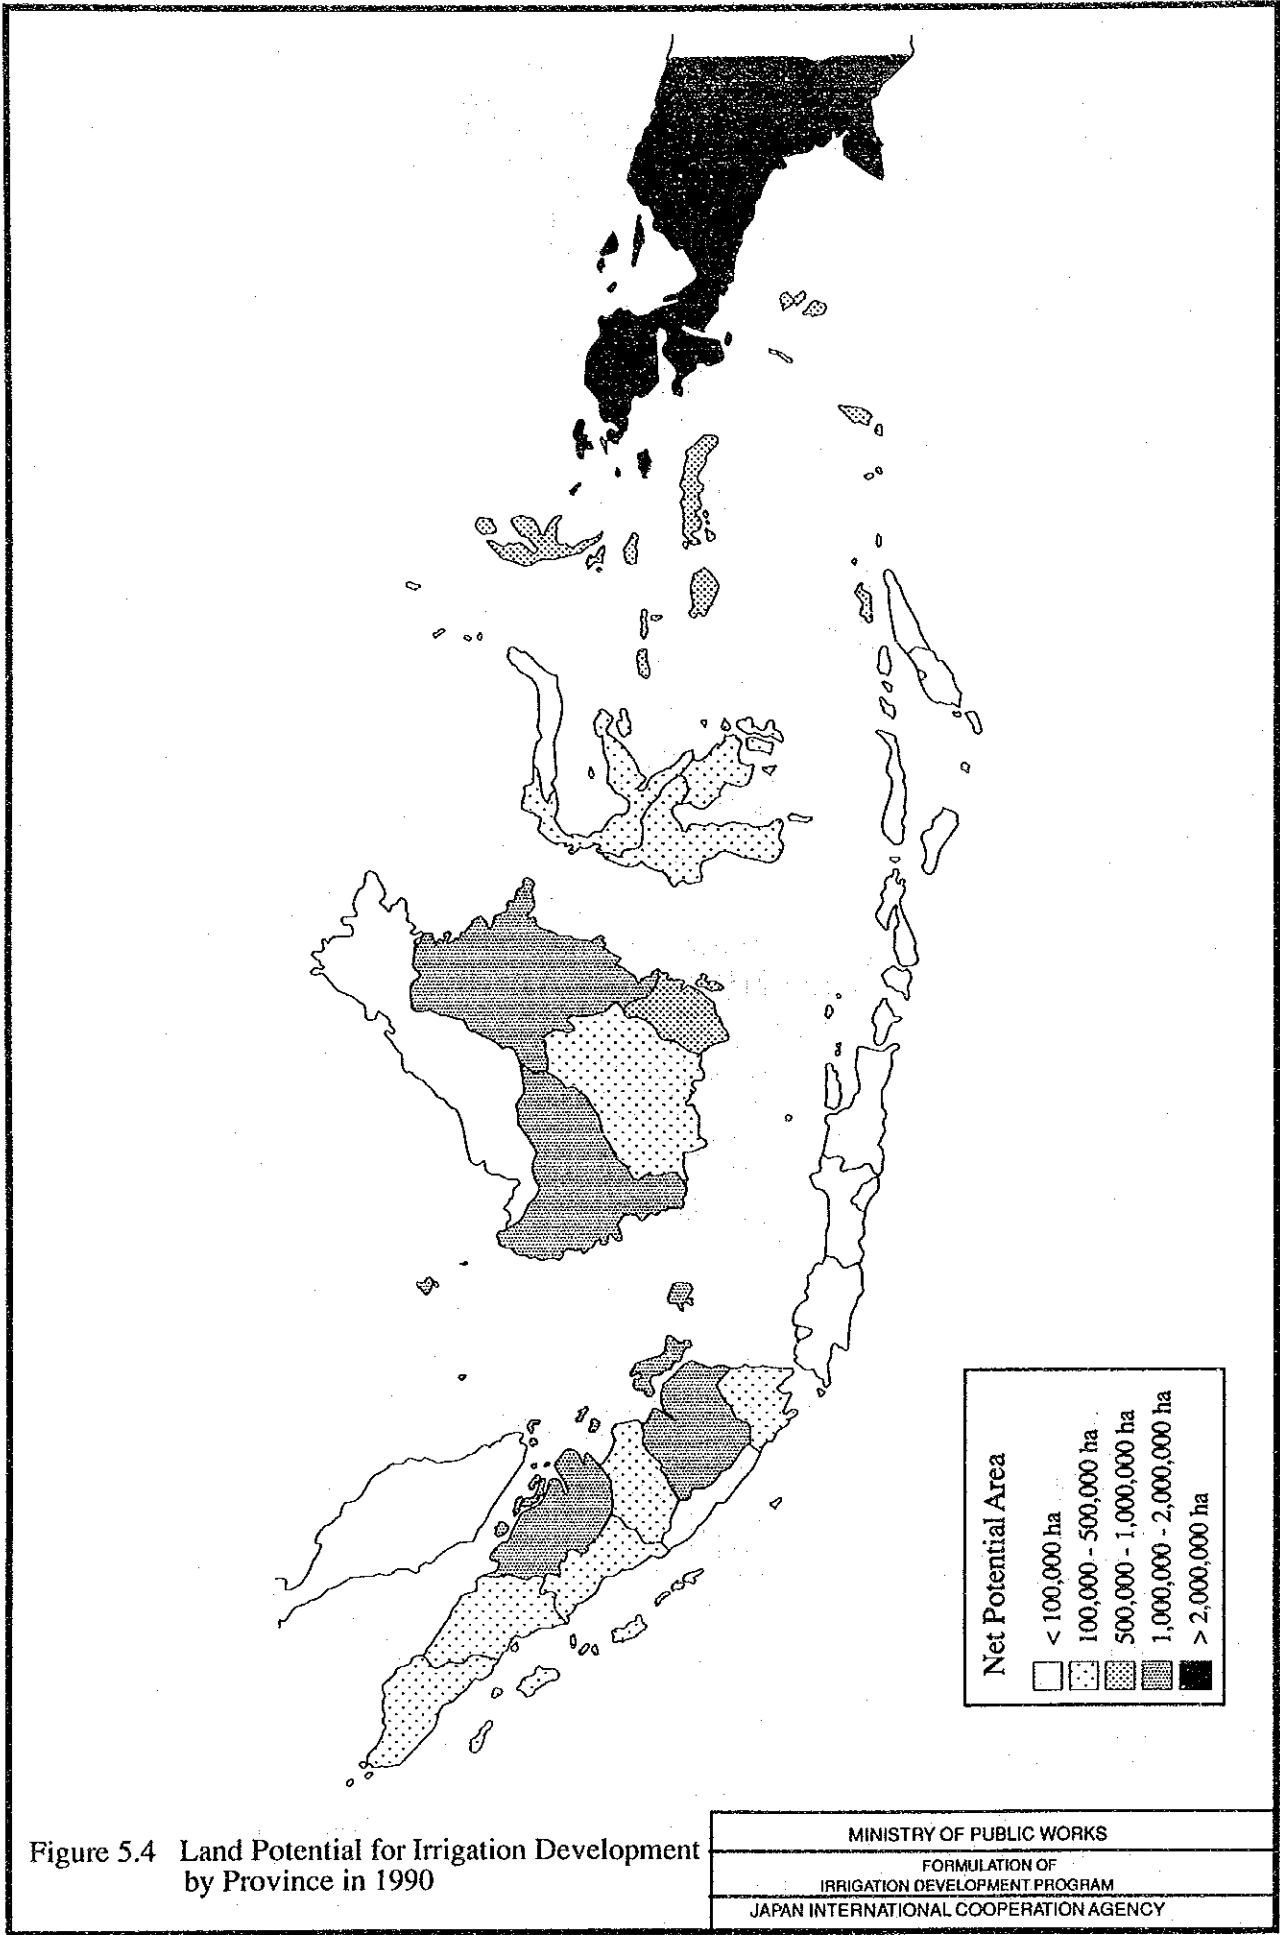 Net Potential Area
< 100,000 ha
100,000 - 500,000 ha
500,000 - 1,000,000 ha
1,000,000 - 2,000,000 ha
> 2,000,000 ha
Figure 5.4 Land Potential for Irrigation Development
by Province in 1990
MINISTRY OF PUBLIC WORKS
FORMULATION OF
IRRIGATION DEVELOPMENT PROGRAM
JAPAN INTERNATIONAL COOPERATION AGENCY